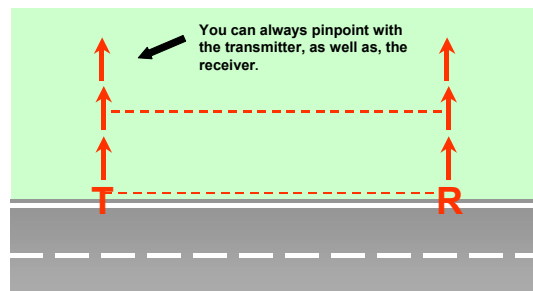 You can always pinpoint with
the transmitter, as well as, the
receiver.
T R